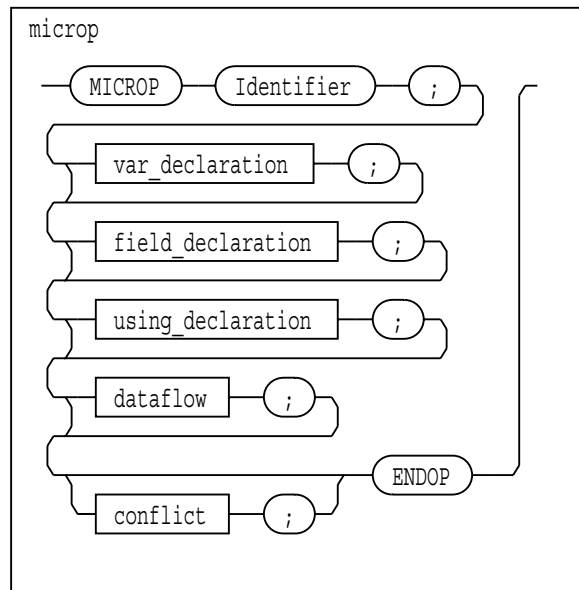 microp
MICROP Identifier ;
var_declaration ;
field_declaration ;
using_declaration ;
dataflow ;
ENDOP
conflict ;